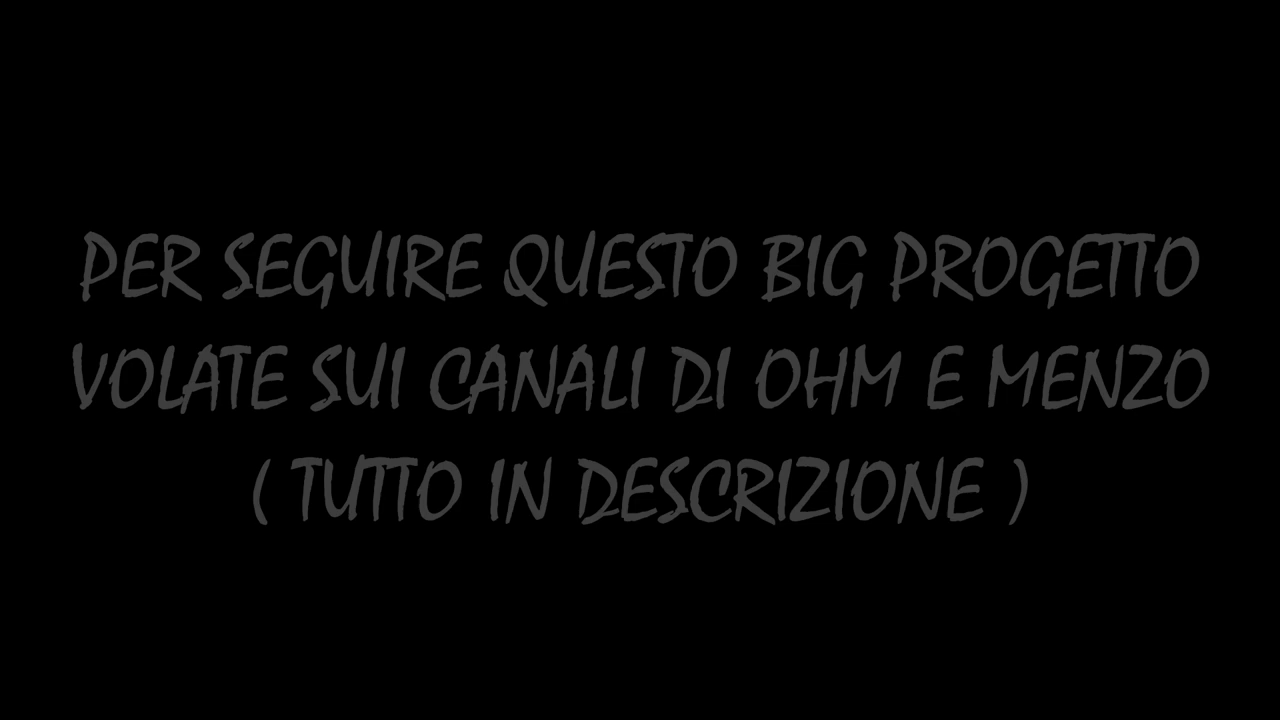 PER SEGUIRE QUESTO BIG PROGETTO
VOLATE SUI CANALI DI OHM E MENZO
( TUTTO IN DESCRIZIONE )